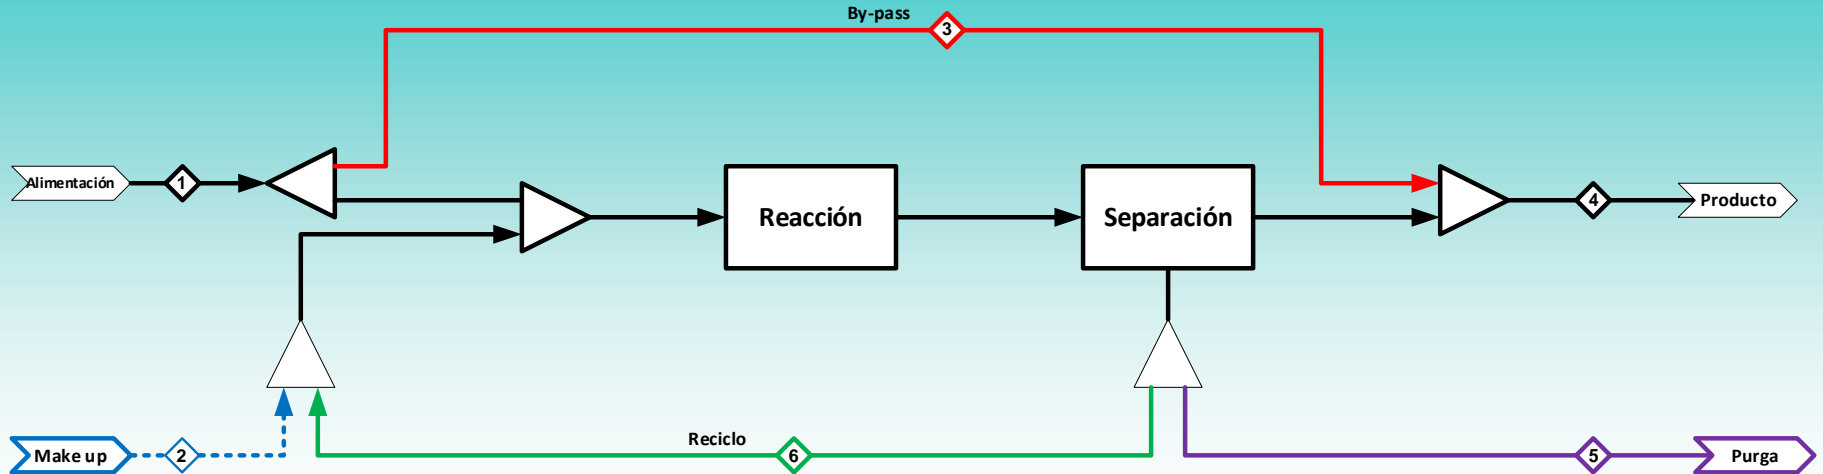 By-pass
3
Alimentación
1
Reacción
Separación
4
Producto
Reciclo
Make up
2
6
5
Purga